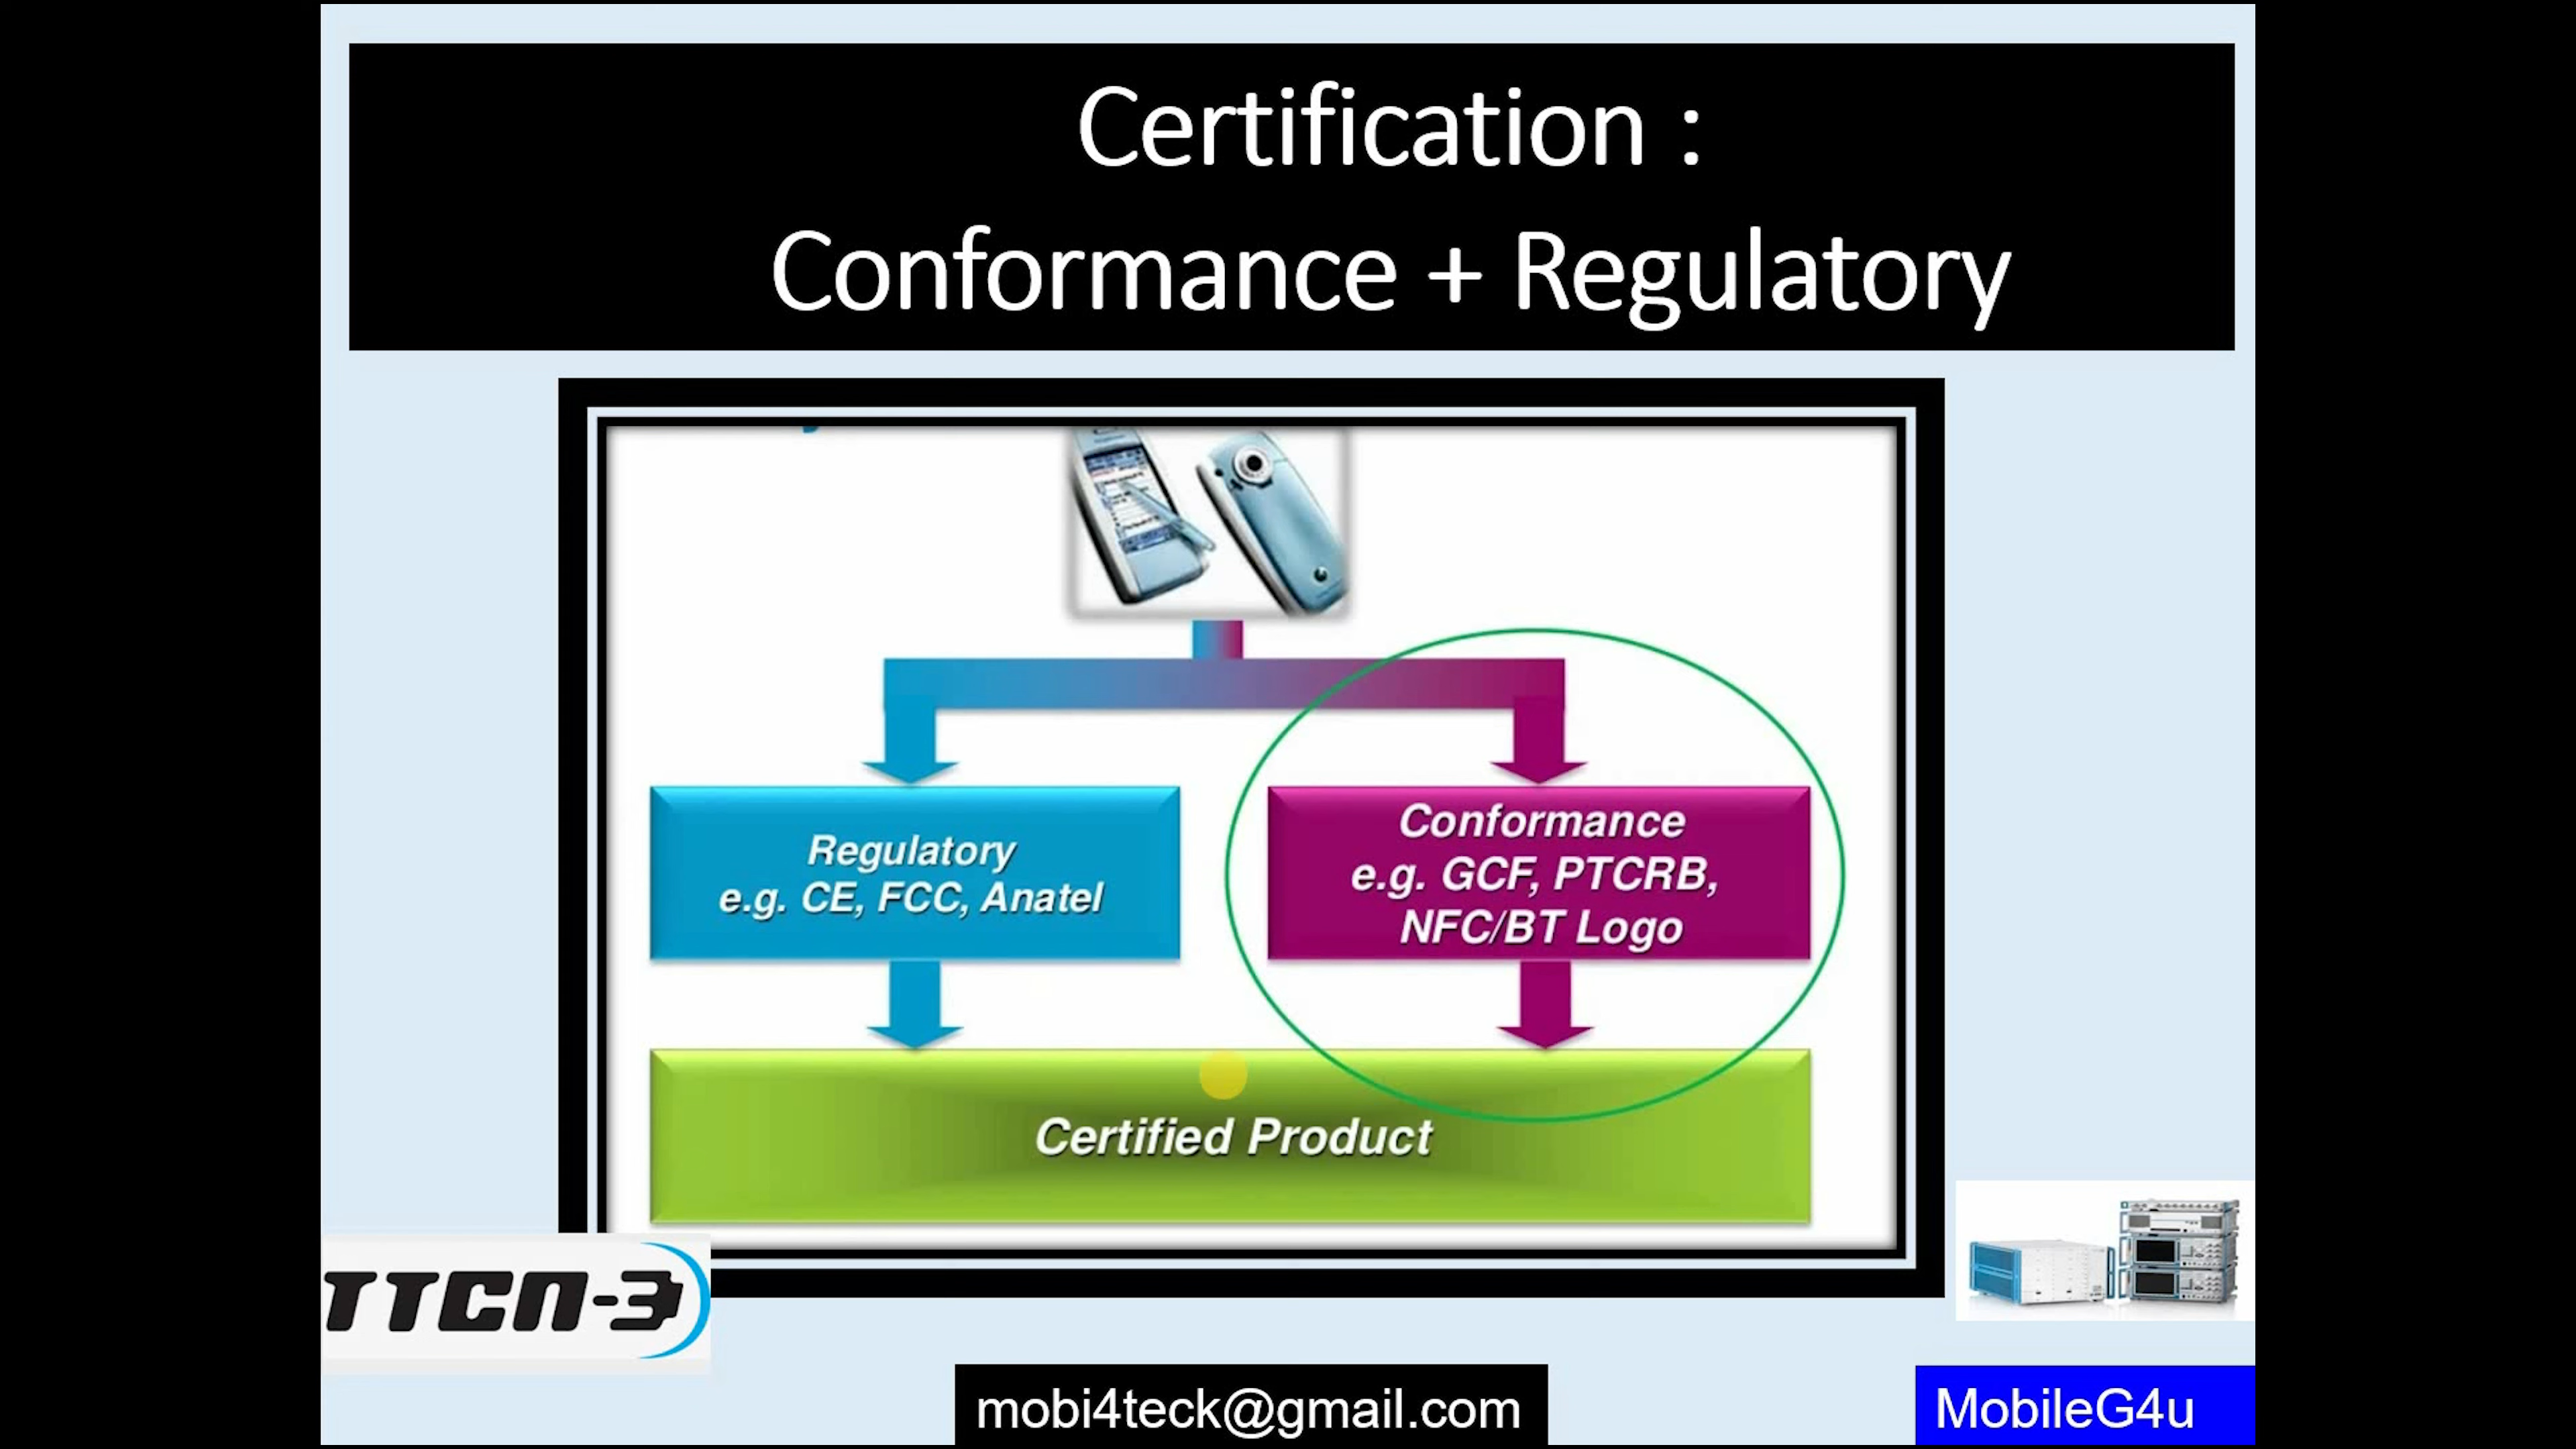 Certification :
Conformance + Regulatory
Regulatory
e.g. CE, FCC, Anatel
Conformance
e.g. GCF, PTCRB,
NFC/BT Logo
Certified Product
TTCN-3
mobi4teck@gmail.com
MobileG4u